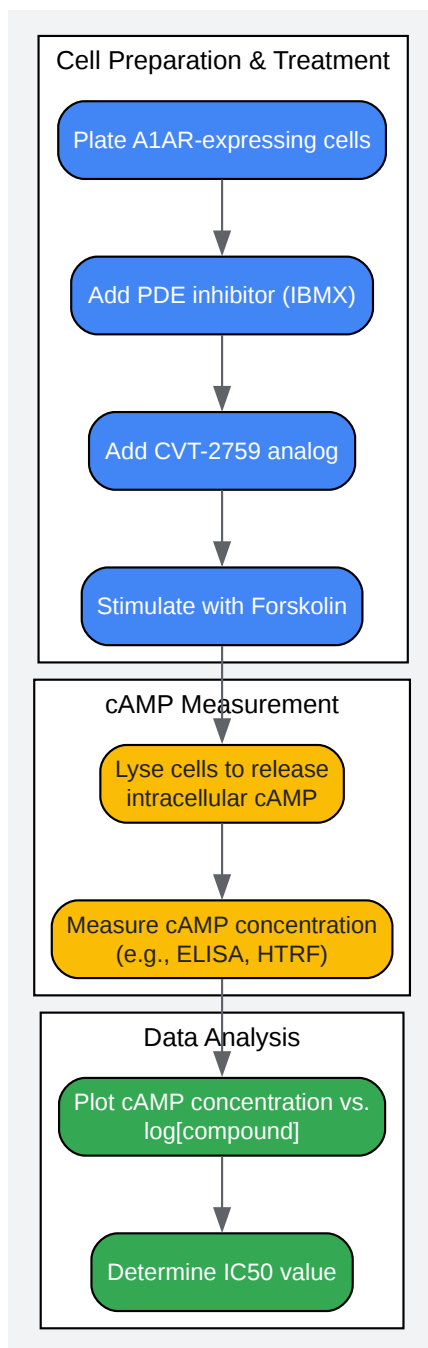 Cell Preparation & Treatment
Plate A1AR-expressing cells
Add PDE inhibitor (IBMX)
Add CVT-2759 analog
Stimulate with Forskolin
cAMP Measurement
Lyse cells to release
intracellular cAMP
Measure cAMP concentration
(e.g., ELISA, HTRF)
Data Analysis
Plot cAMP concentration vs.
log[compound]
Determine IC50 value